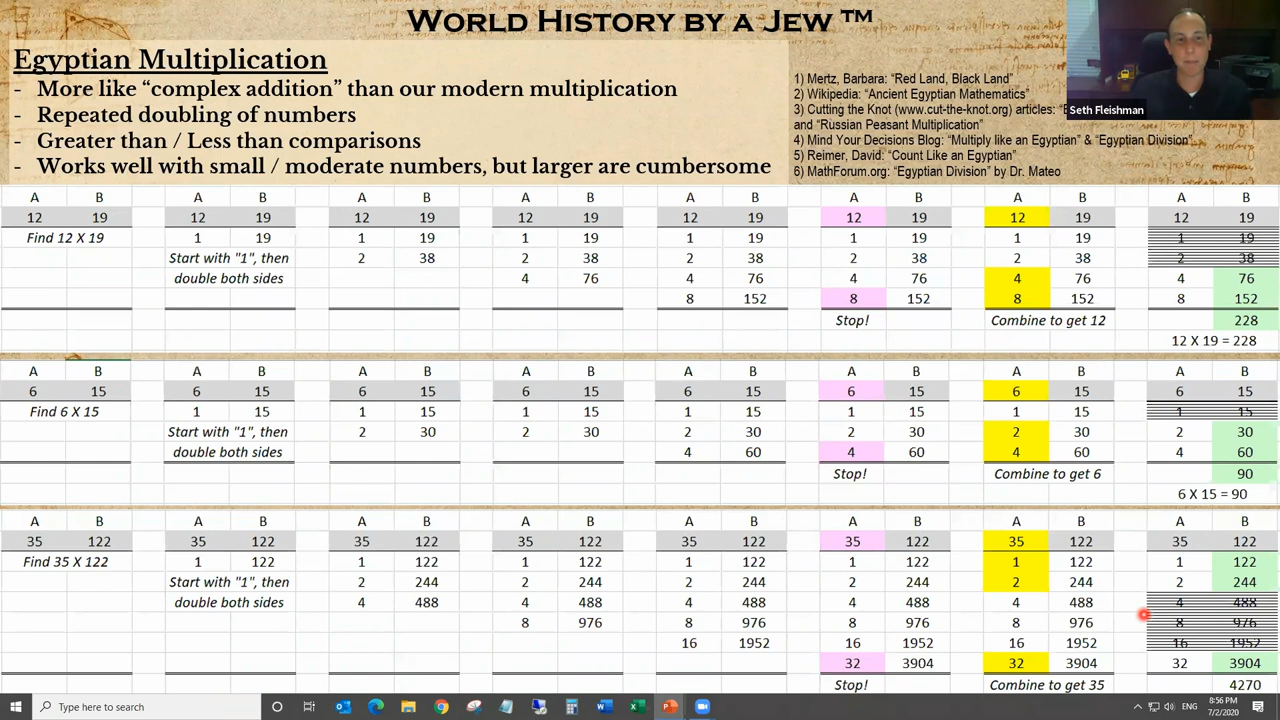 WORLD HISTORY BY A JEW ™
Egyptian Multiplication
- More like “complex addition” than our modern multiplication
- Repeated doubling of numbers
- Greater than / Less than comparisons
- Works well with small / moderate numbers, but larger are cumbersome
1) Mertz, Barbara: “Red Land, Black Land”
2) Wikipedia: “Ancient Egyptian Mathematics”
3) Cutting the Knot (www.cut-the-knot.org) articles:
and “Russian Peasant Multiplication”
4) Mind Your Decisions Blog: “Multiply like an Egyptian” & “Egyptian Division”
5) Reimer, David: “Count Like an Egyptian”
6) MathForum.org: “Egyptian Division” by Dr. Mateo
Seth Fleishman
A B A B A B A B A B A B A B A B
12 19 12 19 12 19 12 19 12 19 12 19 12 19 12 19
Find 12 X 19 1 19 1 19 1 19 1 19 1 19 1 19 1 19
Start with "1", then 2 38 2 38 2 38 2 38 2 38 2 38
double both sides 4 76 4 76 4 76 4 76 4 76
8 152 8 152 8 152 8 152
Stop! Combine to get 12 228
12 X 19 = 228
A B A B A B A B A B A B A B A B
6 15 6 15 6 15 6 15 6 15 6 15 6 15 6 15
Find 6 X 15 1 15 1 15 1 15 1 15 1 15 1 15 1 15
Start with "1", then 2 30 2 30 2 30 2 30 2 30 2 30
double both sides 4 60 4 60 4 60 4 60
Stop! Combine to get 6 90
6 X 15 = 90
A B A B A B A B A B A B A B A B
35 122 35 122 35 122 35 122 35 122 35 122 35 122 35 122
Find 35 X 122 1 122 1 122 1 122 1 122 1 122 1 122 1 122
Start with "1", then 2 244 2 244 2 244 2 244 2 244 2 244
double both sides 4 488 4 488 4 488 4 488 4 488 4 488
8 976 8 976 8 976 8 976 8 976
16 1952 16 1952 16 1952 16 1952
32 3904 32 3904 32 3904
Stop! Combine to get 35 4270
Type here to search
ENG
8:56 PM
7/2/2020